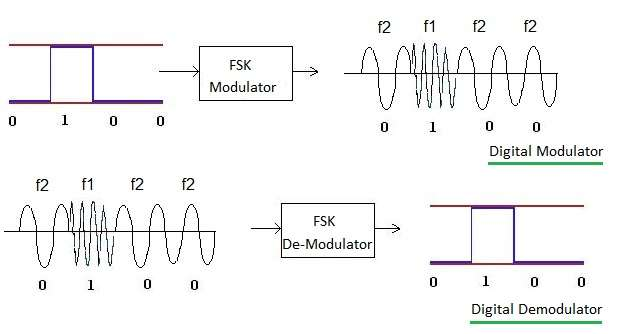 f2 f1 f2 f2
FSK
Modulator
0 1 0 0
0 1 0 0
Digital Modulator
f2 f1 f2 f2
FSK
De-Modulator
0 1 0 0
0 1 0 0
Digital Demodulator